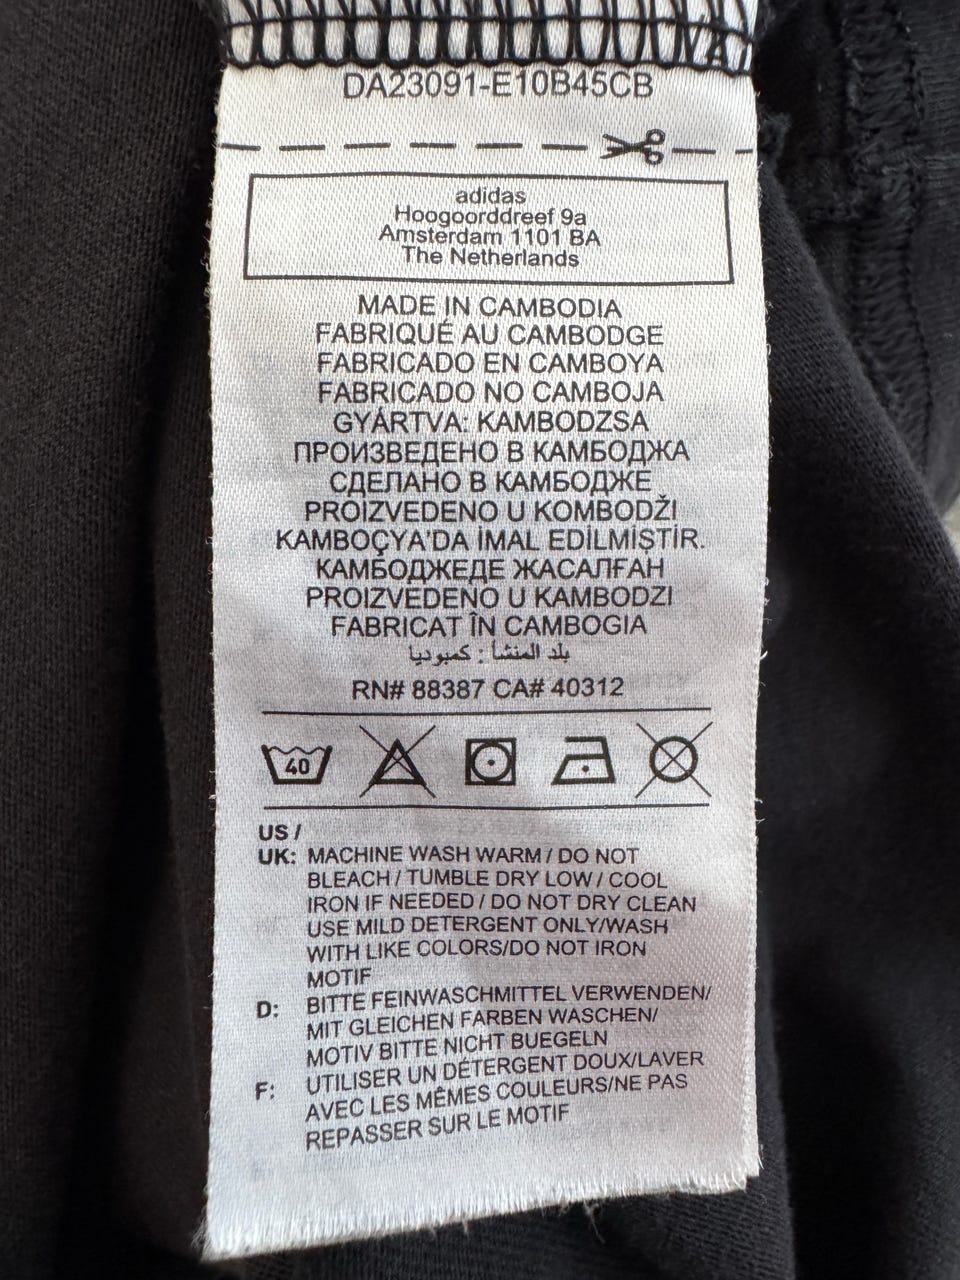 DA23091-E10B45CB
adidas
Hoogoorddreef 9a
Amsterdam 1101 BA
The Netherlands
MADE IN CAMBODIA
FABRIQUÉ AU CAMBODGE
FABRICADO EN CAMBOYA
FABRICADO NO CAMBOJA
GYÁRTVA: KAMBODZSA
ПРОИЗВЕДЕНО В КАМБОДЖА
СДЕЛАНО В КАМБОДЖЕ
PROIZVEDENO U KOMBODŽI
KAMBOÇYA'DA İMAL EDİLMİŞTİR.
КАМБОДЖЕДЕ ЖАСАЛҒАН
PROIZVEDENO U KAMBODZI
FABRICAT ÎN CAMBOGIA
بلد المنشأ : كمبوديا
RN# 88387 CA# 40312
40
US /
UK: MACHINE WASH WARM / DO NOT
BLEACH / TUMBLE DRY LOW / COOL
IRON IF NEEDED / DO NOT DRY CLEAN
USE MILD DETERGENT ONLY/WASH
WITH LIKE COLORS/DO NOT IRON
MOTIF
D: BITTE FEINWASCHMITTEL VERWENDEN/
MIT GLEICHEN FARBEN WASCHEN/
MOTIV BITTE NICHT BUEGELN
F: UTILISER UN DÉTERGENT DOUX/LAVER
AVEC LES MÊMES COULEURS/NE PAS
REPASSER SUR LE MOTIF